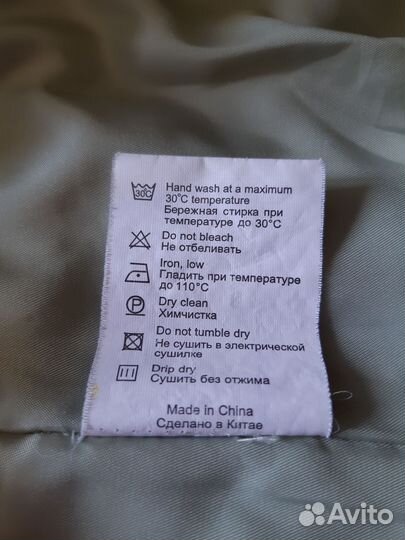 30°C
Hand wash at a maximum
30°C temperature
Бережная стирка при
температуре до 30°C
Do not bleach
Не отбеливать
Iron, low
Гладить при температуре
до 110°C
P
Dry clean
Химчистка
Do not tumble dry
Не сушить в электрической
сушилке
Drip dry
Сушить без отжима
Made in China
Сделано в Китае
Avito